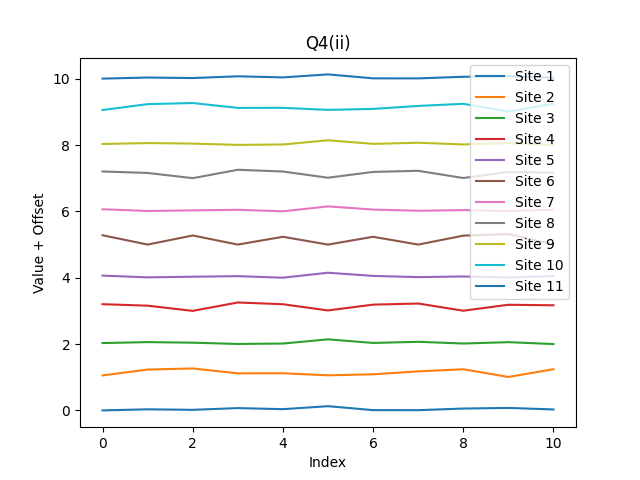 Q4(ii)
Value + Offset
10
8
6
4
2
0
Site 1
Site 2
Site 3
Site 4
Site 5
Site 6
Site 7
Site 8
Site 9
Site 10
Site 11
0 2 4 6 8 10
Index